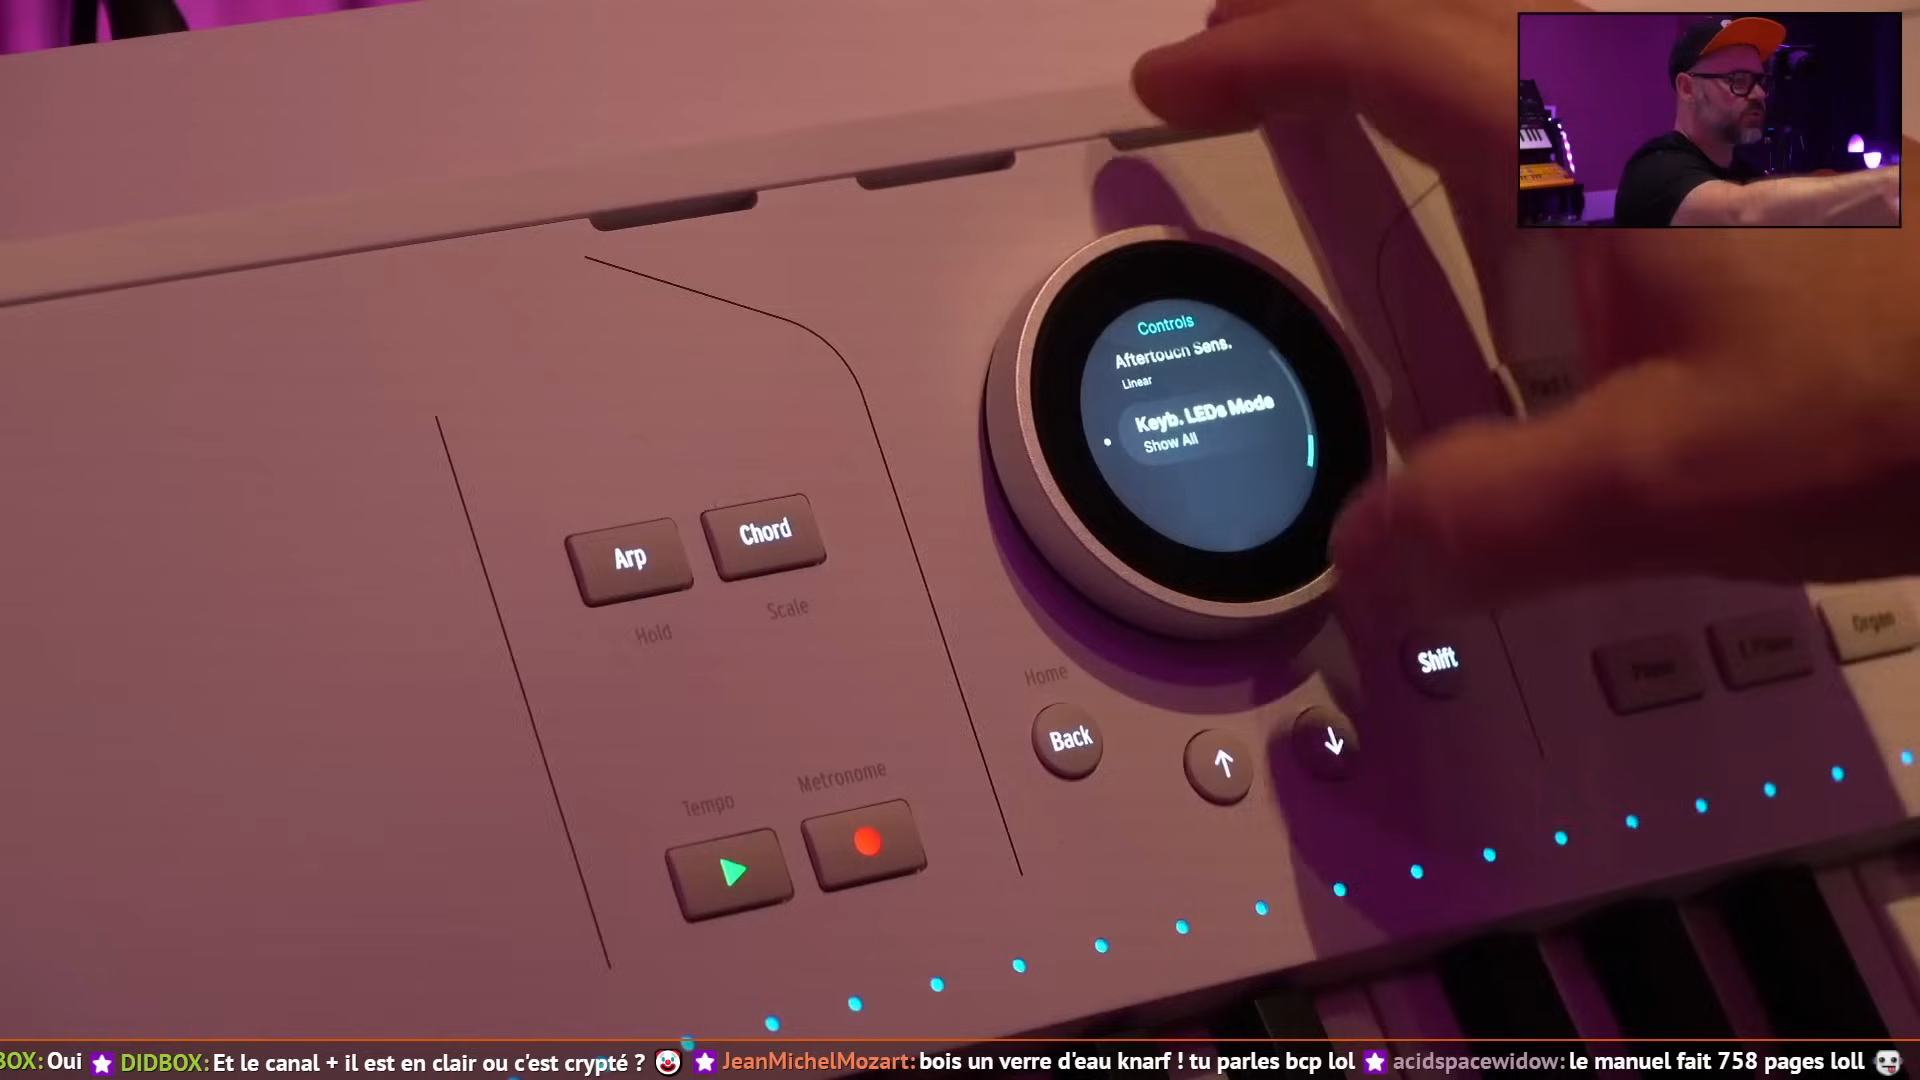 Controls
Aftertouch Sens.
Linear
Keyb. LEDs Mode
Show All
Arp
Chord
Hold
Scale
Home
Shift
Back
↑
↓
Organ
Tempo
Metronome
BOX: Oui DIDBOX: Et le canal + il est en clair ou c'est crypté ? JeanMichelMozart: bois un verre d'eau knarf ! tu parles bcp lol acidspacewidow: le manuel fait 758 pages loll